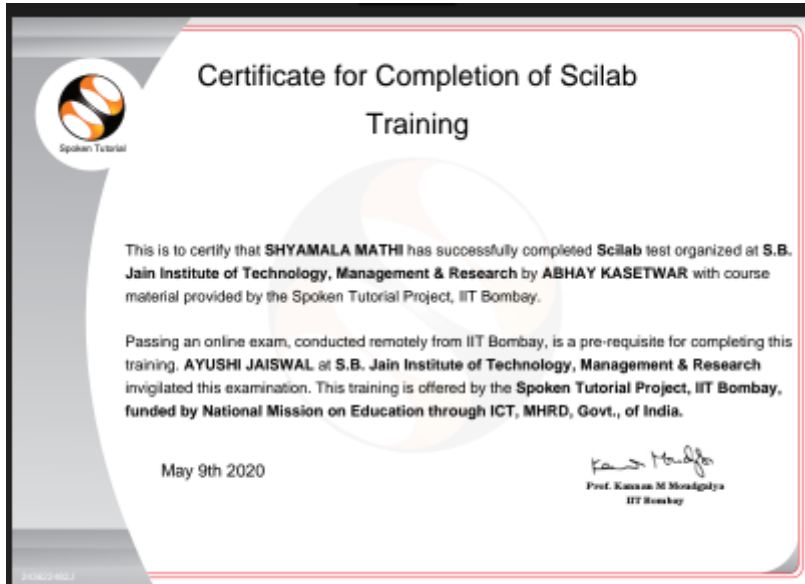 Certificate for Completion of Scilab
Training
Spoken Tutorial
This is to certify that SHYAMALA MATHI has successfully completed Scilab test organized at S.B.
Jain Institute of Technology, Management & Research by ABHAY KASETWAR with course
material provided by the Spoken Tutorial Project, IIT Bombay.
Passing an online exam, conducted remotely from IIT Bombay, is a pre-requisite for completing this
training. AYUSHI JAISWAL at S.B. Jain Institute of Technology, Management & Research
invigilated this examination. This training is offered by the Spoken Tutorial Project, IIT Bombay,
funded by National Mission on Education through ICT, MHRD, Govt., of India.
May 9th 2020
Prof. Kannan M Moudgalya
IIT Bombay